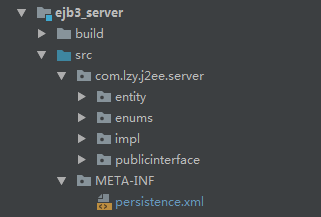 ejb3_server
build
src
com.lzy.j2ee.server
entity
enums
impl
publicinterface
META-INF
persistence.xml